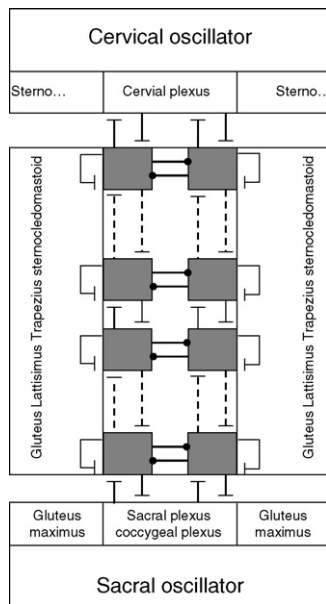 Cervical oscillator
Sterno…
Cervial plexus
Sterno…
Gluteus Lattisimus Trapezius sternocledomastoid
Gluteus Lattisimus Trapezius sternocledomastoid
Gluteus
maximus
Sacral plexus
coccygeal plexus
Gluteus
maximus
Sacral oscillator